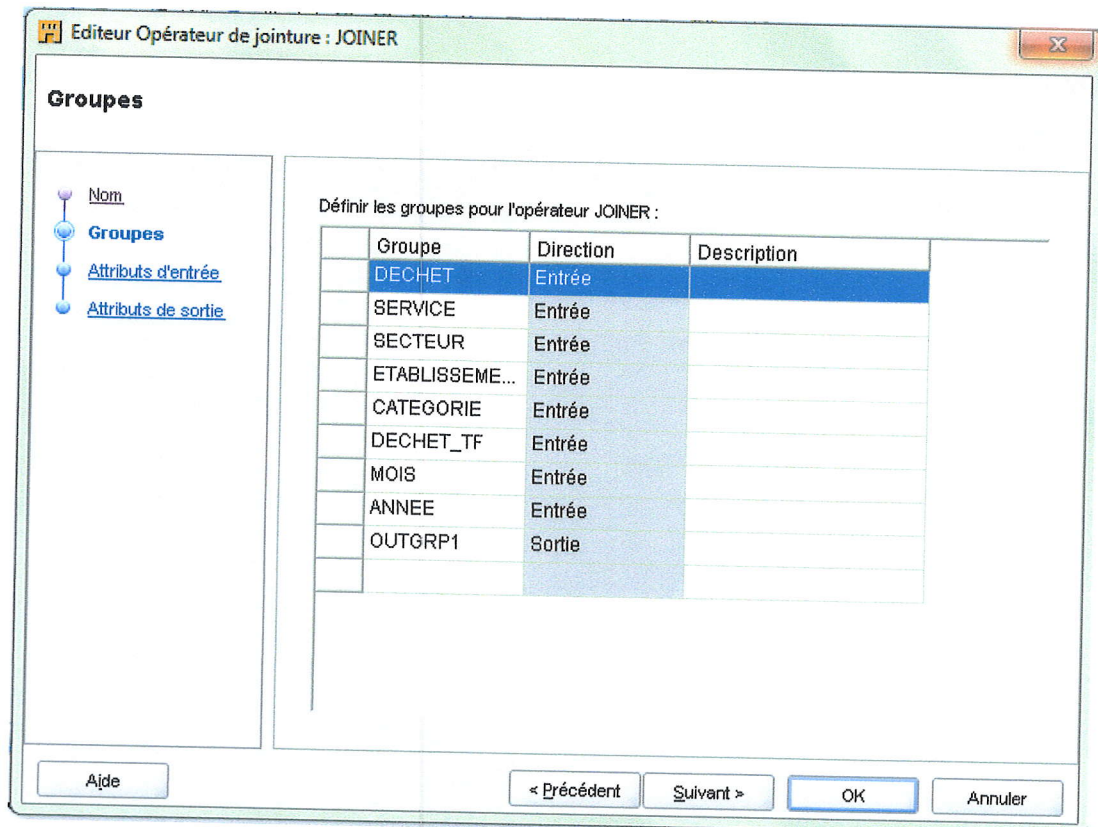 Editeur Opérateur de jointure : JOINER
Groupes
Nom
Groupes
Attributs d'entrée
Attributs de sortie
Définir les groupes pour l'opérateur JOINER :
Groupe Direction Description
DECHET Entrée
SERVICE Entrée
SECTEUR Entrée
ETABLISSEME... Entrée
CATEGORIE Entrée
DECHET_TF Entrée
MOIS Entrée
ANNEE Entrée
OUTGRP1 Sortie
Aide
< Précédent
Suivant >
OK
Annuler